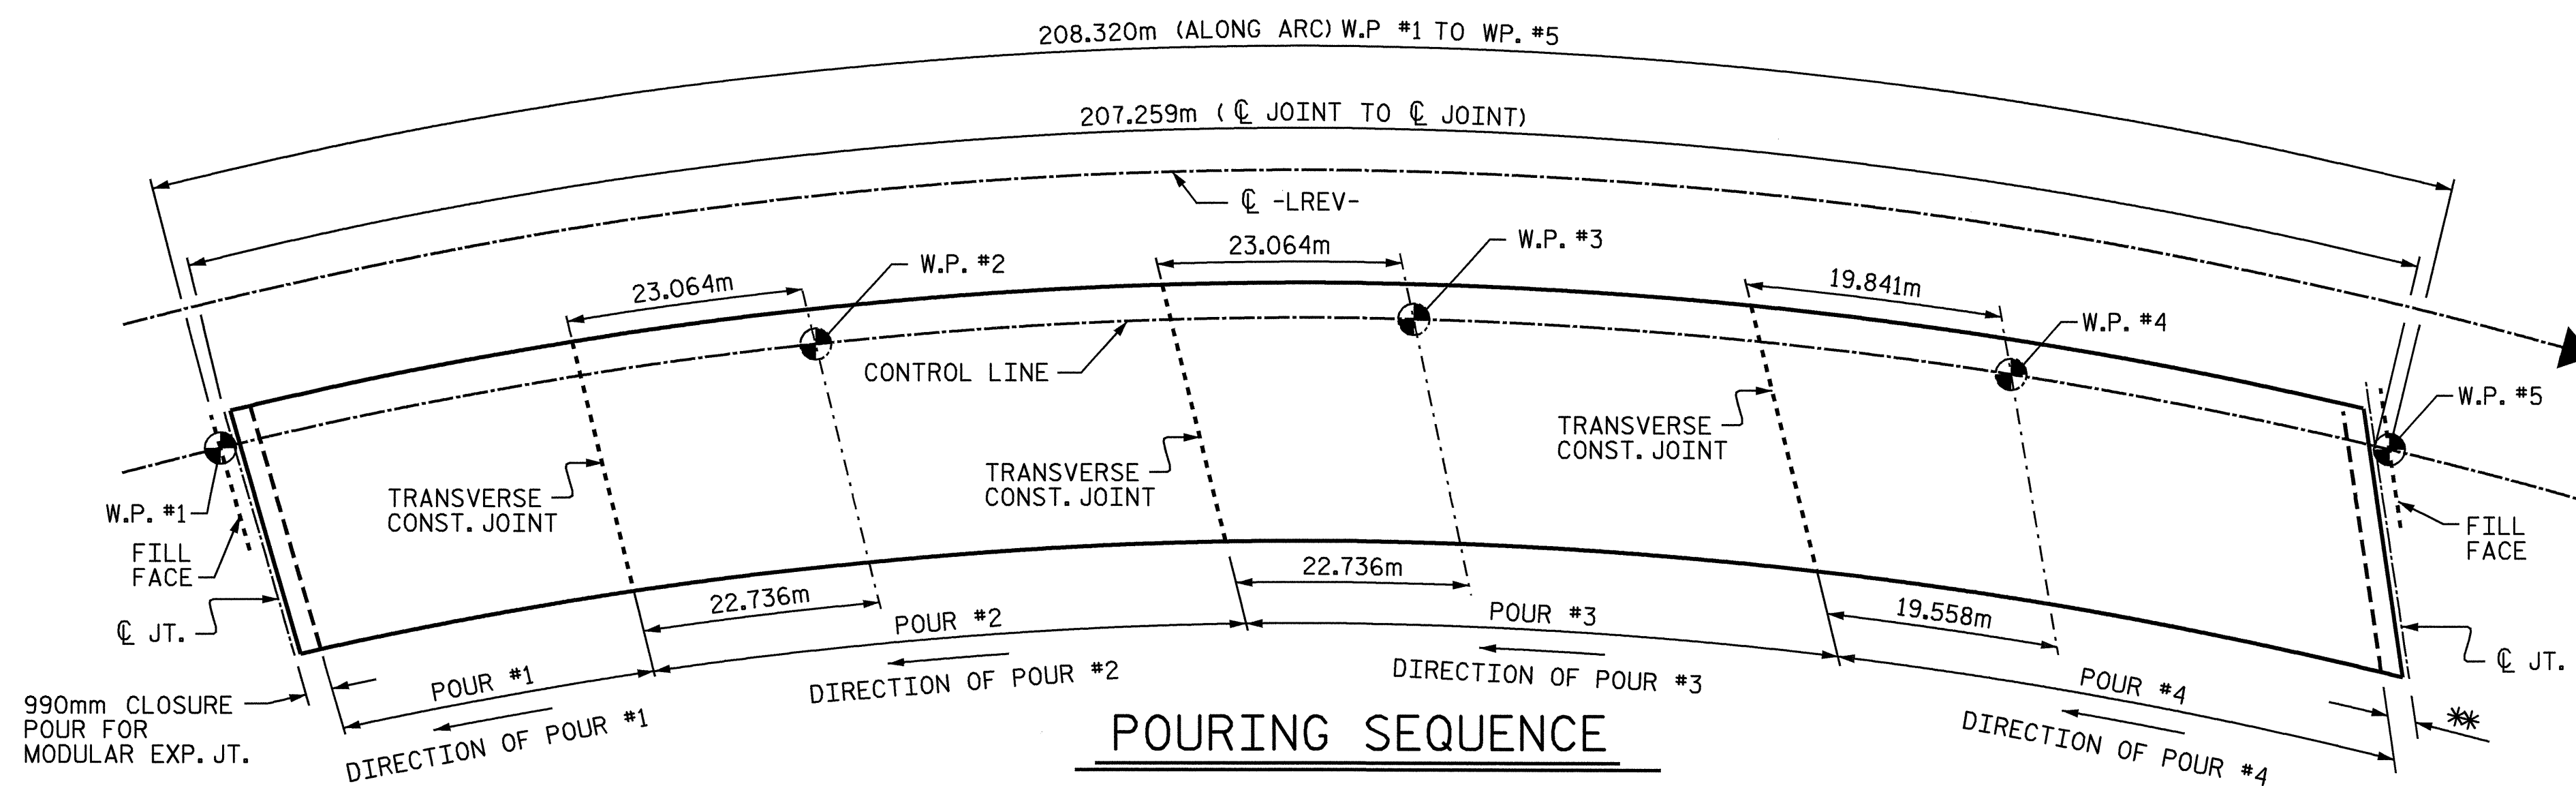 208.320m (ALONG ARC) W.P #1 TO WP. #5
207.259m ( ℄ JOINT TO ℄ JOINT)
℄ -LREV-
23.064m
W.P. #2
23.064m
W.P. #3
19.841m
W.P. #4
CONTROL LINE
W.P. #5
TRANSVERSE
CONST. JOINT
TRANSVERSE
CONST. JOINT
TRANSVERSE
CONST. JOINT
W.P. #1
FILL
FACE
FILL
FACE
℄ JT.
22.736m
22.736m
19.558m
℄ JT.
POUR #1
POUR #2
POUR #3
POUR #4
990mm CLOSURE
POUR FOR
MODULAR EXP. JT.
DIRECTION OF POUR #1
DIRECTION OF POUR #2
DIRECTION OF POUR #3
DIRECTION OF POUR #4
**
POURING SEQUENCE